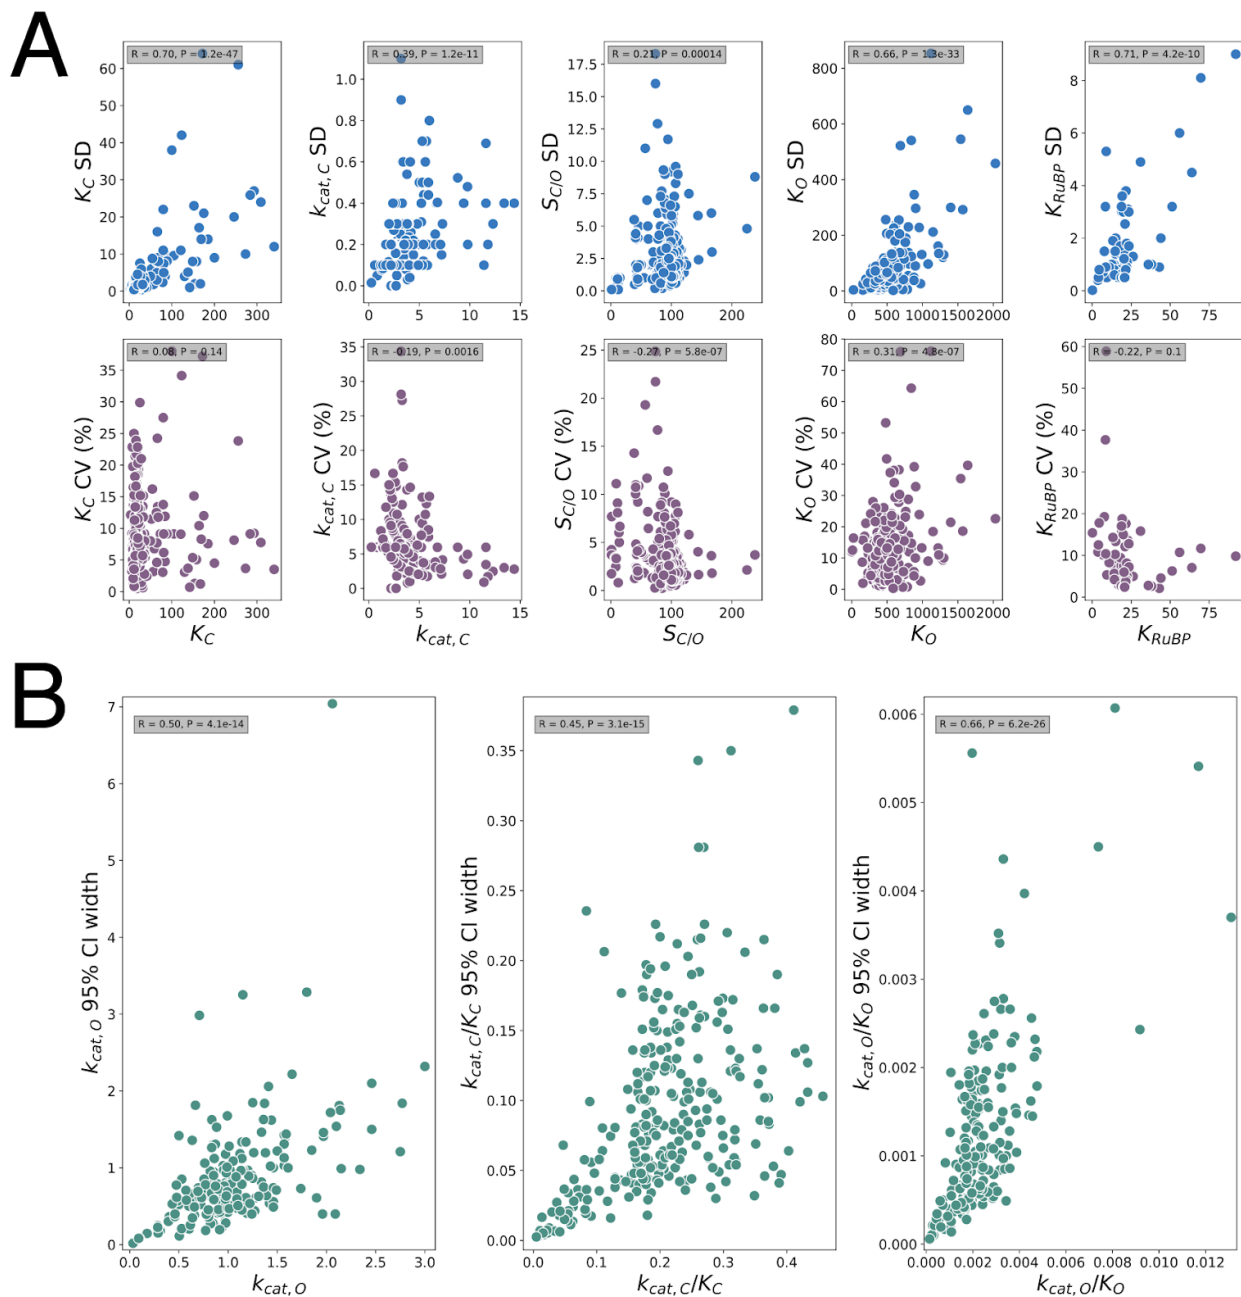 A
R = 0.70, P = 1.2e-47
K_C SD
60
50
40
30
20
10
0
0 100 200 300
R = 0.39, P = 1.2e-11
k_cat, C SD
1.0
0.8
0.6
0.4
0.2
0.0
0 5 10 15
R = 0.21, P = 0.00014
S_C/O SD
17.5
15.0
12.5
10.0
7.5
5.0
2.5
0.0
0 100 200
R = 0.66, P = 1.3e-33
K_O SD
800
600
400
200
0
0 500 1000 1500 2000
R = 0.71, P = 4.2e-10
K_RuBP SD
8
6
4
2
0
0 25 50 75
R = 0.08, P = 0.14
K_C CV (%)
35
30
25
20
15
10
5
0
0 100 200 300
K_C
R = -0.19, P = 0.0016
k_cat, C CV (%)
35
30
25
20
15
10
5
0
0 5 10 15
k_cat, C
R = -0.27, P = 5.8e-07
S_C/O CV (%)
25
20
15
10
5
0
0 100 200
S_C/O
R = 0.31, P = 4.8e-07
K_O CV (%)
80
70
60
50
40
30
20
10
0
0 500 1000 1500 2000
K_O
R = -0.22, P = 0.1
K_RuBP CV (%)
60
50
40
30
20
10
0
0 25 50 75
K_RuBP
B
R = 0.50, P = 4.1e-14
k_cat, O 95% CI width
7
6
5
4
3
2
1
0
0.0 0.5 1.0 1.5 2.0 2.5 3.0
k_cat, O
R = 0.45, P = 3.1e-15
k_cat, C/K_C 95% CI width
0.35
0.30
0.25
0.20
0.15
0.10
0.05
0.00
0.0 0.1 0.2 0.3 0.4
k_cat, C/K_C
R = 0.66, P = 6.2e-26
k_cat, O/K_O 95% CI width
0.006
0.005
0.004
0.003
0.002
0.001
0.000
0.000 0.002 0.004 0.006 0.008 0.010 0.012
k_cat, O/K_O